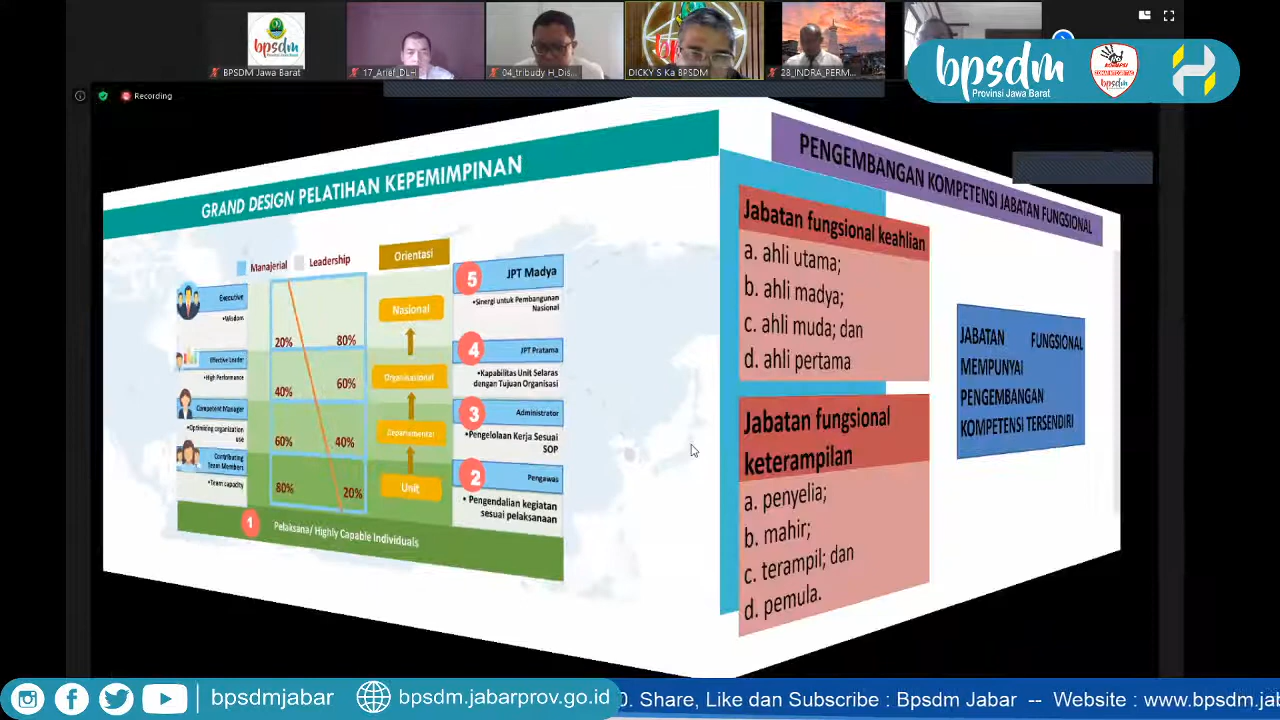 bpsdm
BPSDM Jawa Barat
17_Arief_DLH
04_tribudy H_Dis...
DICKY S Ka BPSDM
28_INDRA_PERM...
bpsdm
Provinsi Jawa Barat
bpsdm
Recording
GRAND DESIGN PELATIHAN KEPEMIMPINAN
Manajerial
Leadership
Orientasi
Executive
•Wisdom
20%
80%
Nasional
5
JPT Madya
•Sinergi untuk Pembangunan
Nasional
Effective Leader
•High Performance
40%
60%
Organisasional
4
JPT Pratama
•Kapabilitas Unit Selaras
dengan Tujuan Organisasi
Competent Manager
•Optimizing organization
use
60%
40%
Departmental
3
Administrator
•Pengelolaan Kerja Sesuai
SOP
Contributing
Team Members
•Team capacity
80%
20%
Unit
2
Pengawas
• Pengendalian kegiatan
sesuai pelaksanaan
1
Pelaksana/ Highly Capable Individuals
PENGEMBANGAN KOMPETENSI JABATAN FUNGSIONAL
Jabatan fungsional keahlian
a. ahli utama;
b. ahli madya;
c. ahli muda; dan
d. ahli pertama
Jabatan fungsional
keterampilan
a. penyelia;
b. mahir;
c. terampil; dan
d. pemula.
JABATAN FUNGSIONAL
MEMPUNYAI
PENGEMBANGAN
KOMPETENSI TERSENDIRI
bpsdmjabar
bpsdm.jabarprov.go.id
0. Share, Like dan Subscribe : Bpsdm Jabar -- Website : www.bpsdm.ja